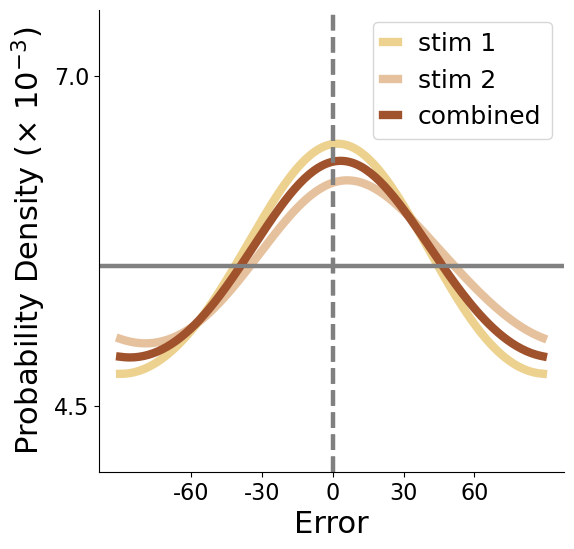 Probability Density (× 10⁻³)
7.0
4.5
stim 1
stim 2
combined
-60 -30 0 30 60
Error